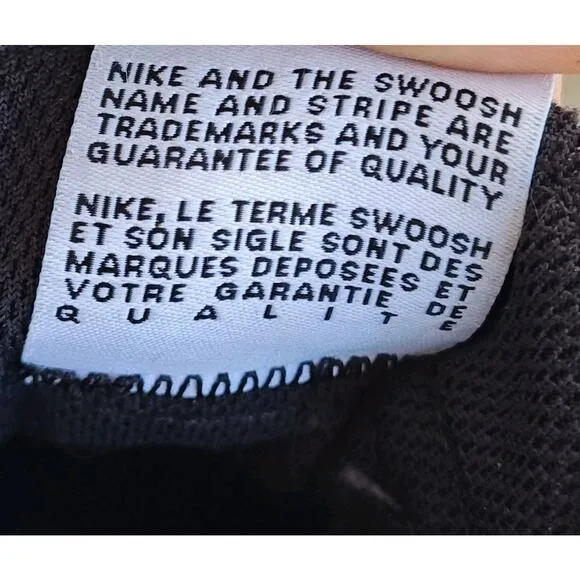 NIKE AND THE SWOOSH
NAME AND STRIPE ARE
TRADEMARKS AND YOUR
GUARANTEE OF QUALITY
NIKE, LE TERME SWOOSH
ET SON SIGLE SONT DES
MARQUES DEPOSEES ET
VOTRE GARANTIE DE
QUALITE